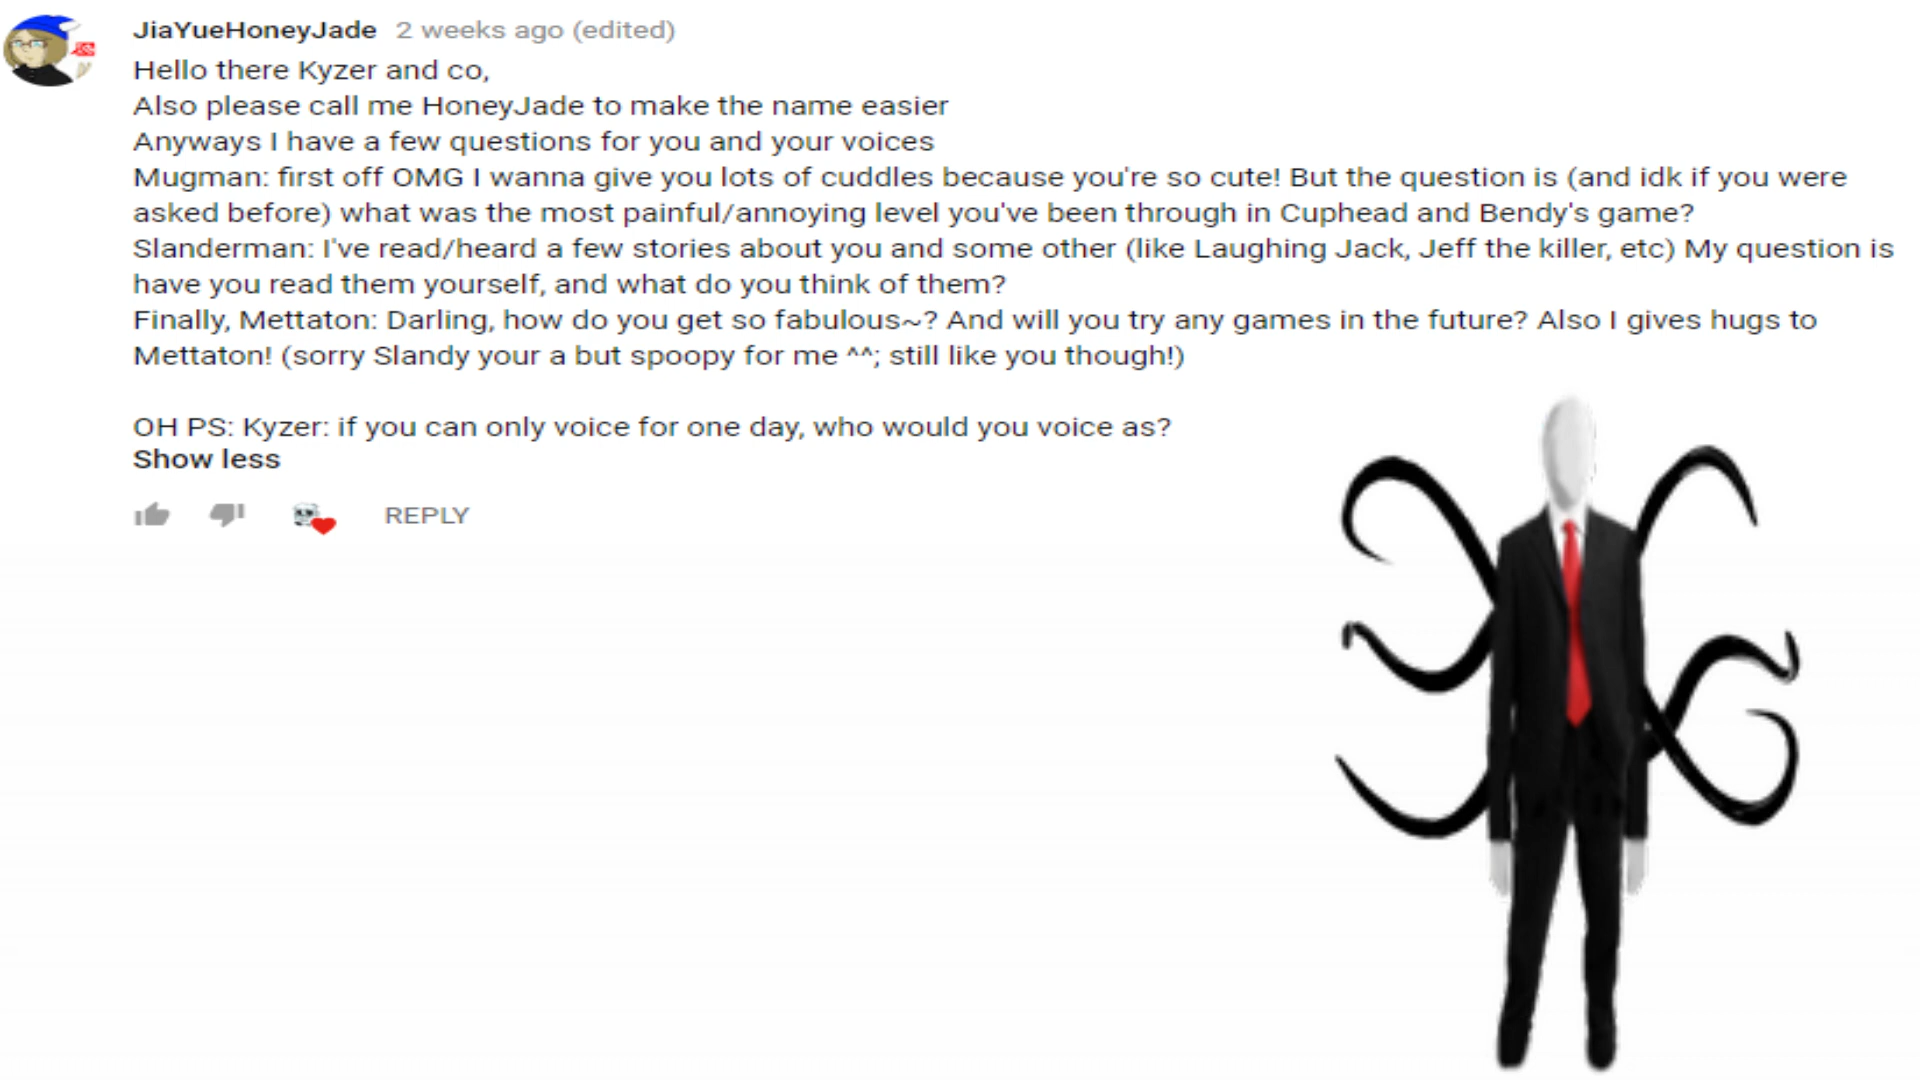 JiaYueHoneyJade 2 weeks ago (edited)
Hello there Kyzer and co,
Also please call me HoneyJade to make the name easier
Anyways I have a few questions for you and your voices
Mugman: first off OMG I wanna give you lots of cuddles because you're so cute! But the question is (and idk if you were
asked before) what was the most painful/annoying level you've been through in Cuphead and Bendy's game?
Slanderman: I've read/heard a few stories about you and some other (like Laughing Jack, Jeff the killer, etc) My question is
have you read them yourself, and what do you think of them?
Finally, Mettaton: Darling, how do you get so fabulous~? And will you try any games in the future? Also I gives hugs to
Mettaton! (sorry Slandy your a but spoopy for me ^^; still like you though!)
OH PS: Kyzer: if you can only voice for one day, who would you voice as?
Show less
REPLY